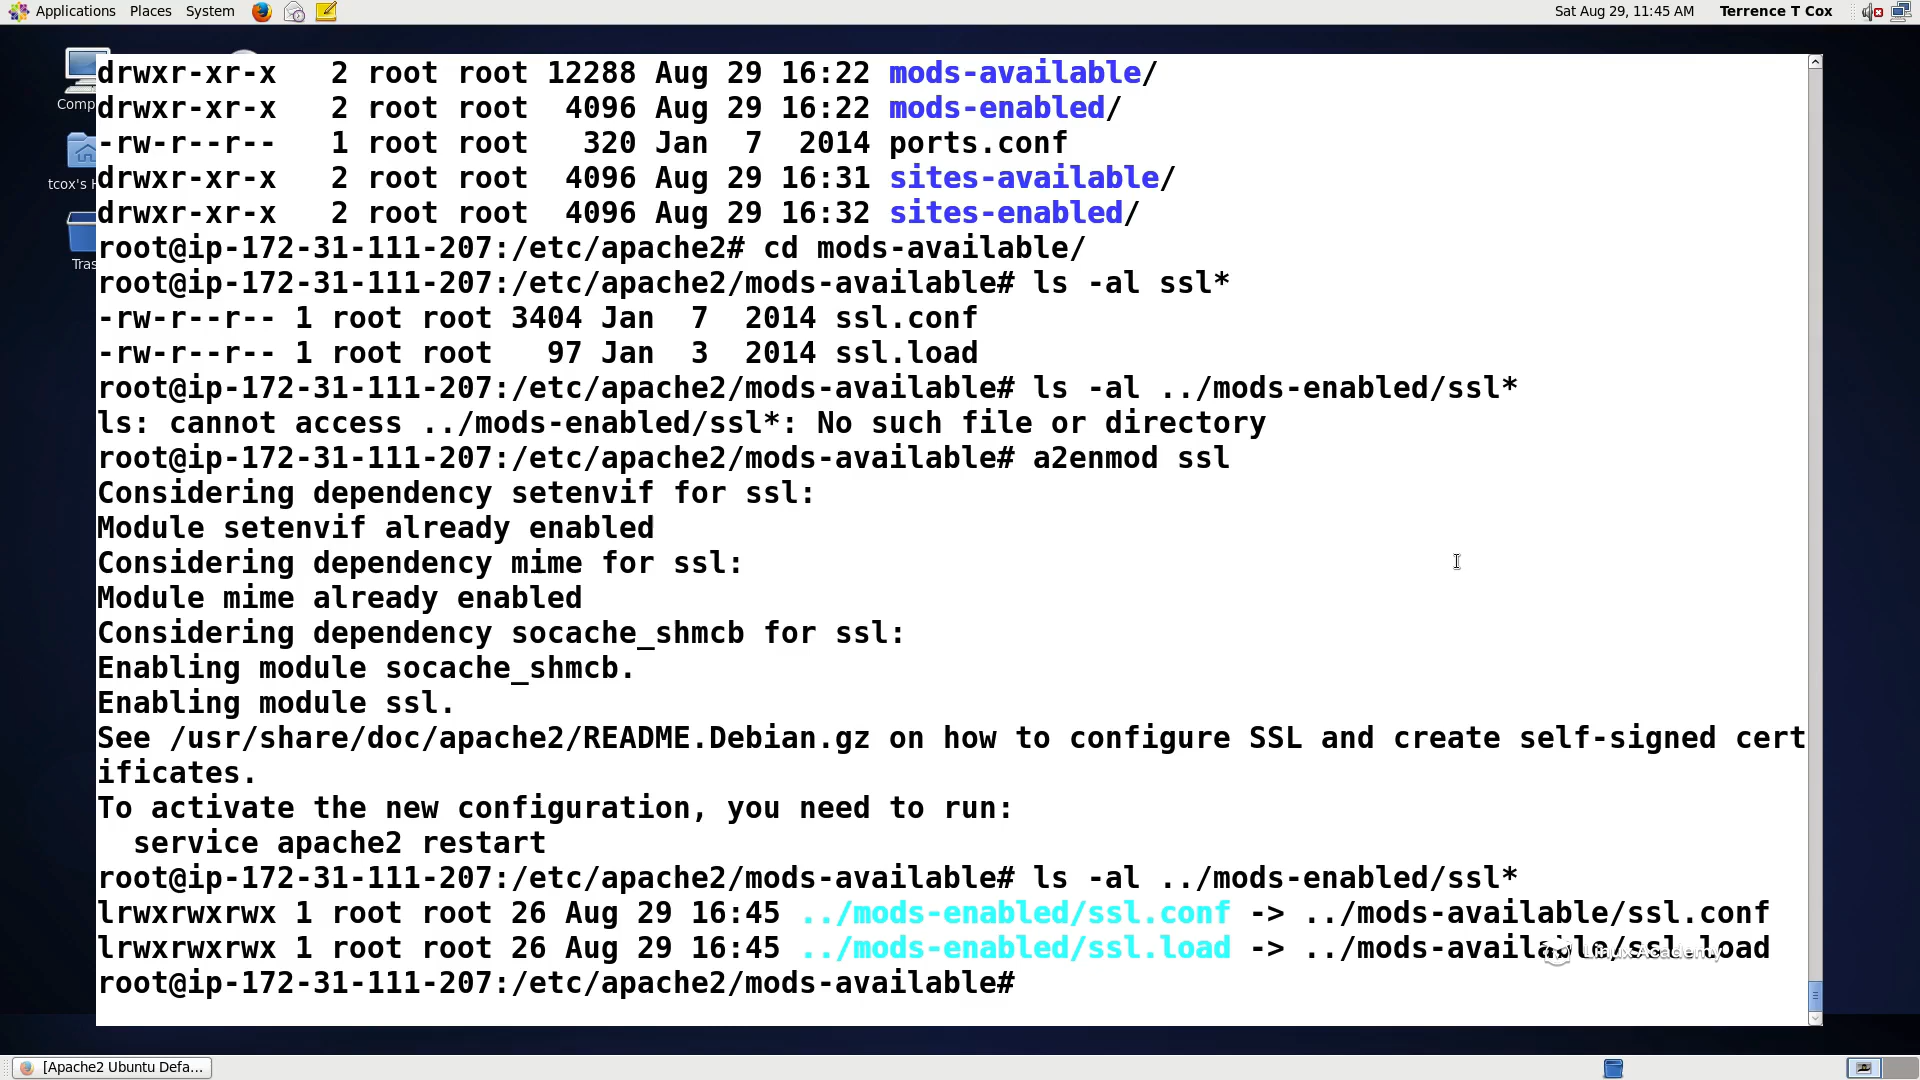 Applications Places System Sat Aug 29, 11:45 AM Terrence T Cox
Comp
tcox's H
Tras
drwxr-xr-x   2 root root 12288 Aug 29 16:22 mods-available/
drwxr-xr-x   2 root root  4096 Aug 29 16:22 mods-enabled/
-rw-r--r--   1 root root   320 Jan  7  2014 ports.conf
drwxr-xr-x   2 root root  4096 Aug 29 16:31 sites-available/
drwxr-xr-x   2 root root  4096 Aug 29 16:32 sites-enabled/
root@ip-172-31-111-207:/etc/apache2# cd mods-available/
root@ip-172-31-111-207:/etc/apache2/mods-available# ls -al ssl*
-rw-r--r-- 1 root root 3404 Jan  7  2014 ssl.conf
-rw-r--r-- 1 root root   97 Jan  3  2014 ssl.load
root@ip-172-31-111-207:/etc/apache2/mods-available# ls -al ../mods-enabled/ssl*
ls: cannot access ../mods-enabled/ssl*: No such file or directory
root@ip-172-31-111-207:/etc/apache2/mods-available# a2enmod ssl
Considering dependency setenvif for ssl:
Module setenvif already enabled
Considering dependency mime for ssl:
Module mime already enabled
Considering dependency socache_shmcb for ssl:
Enabling module socache_shmcb.
Enabling module ssl.
See /usr/share/doc/apache2/README.Debian.gz on how to configure SSL and create self-signed cert
ificates.
To activate the new configuration, you need to run:
  service apache2 restart
root@ip-172-31-111-207:/etc/apache2/mods-available# ls -al ../mods-enabled/ssl*
lrwxrwxrwx 1 root root 26 Aug 29 16:45 ../mods-enabled/ssl.conf -> ../mods-available/ssl.conf
lrwxrwxrwx 1 root root 26 Aug 29 16:45 ../mods-enabled/ssl.load -> ../mods-available/ssl.load
Linux Academy
root@ip-172-31-111-207:/etc/apache2/mods-available#
[Apache2 Ubuntu Defa...